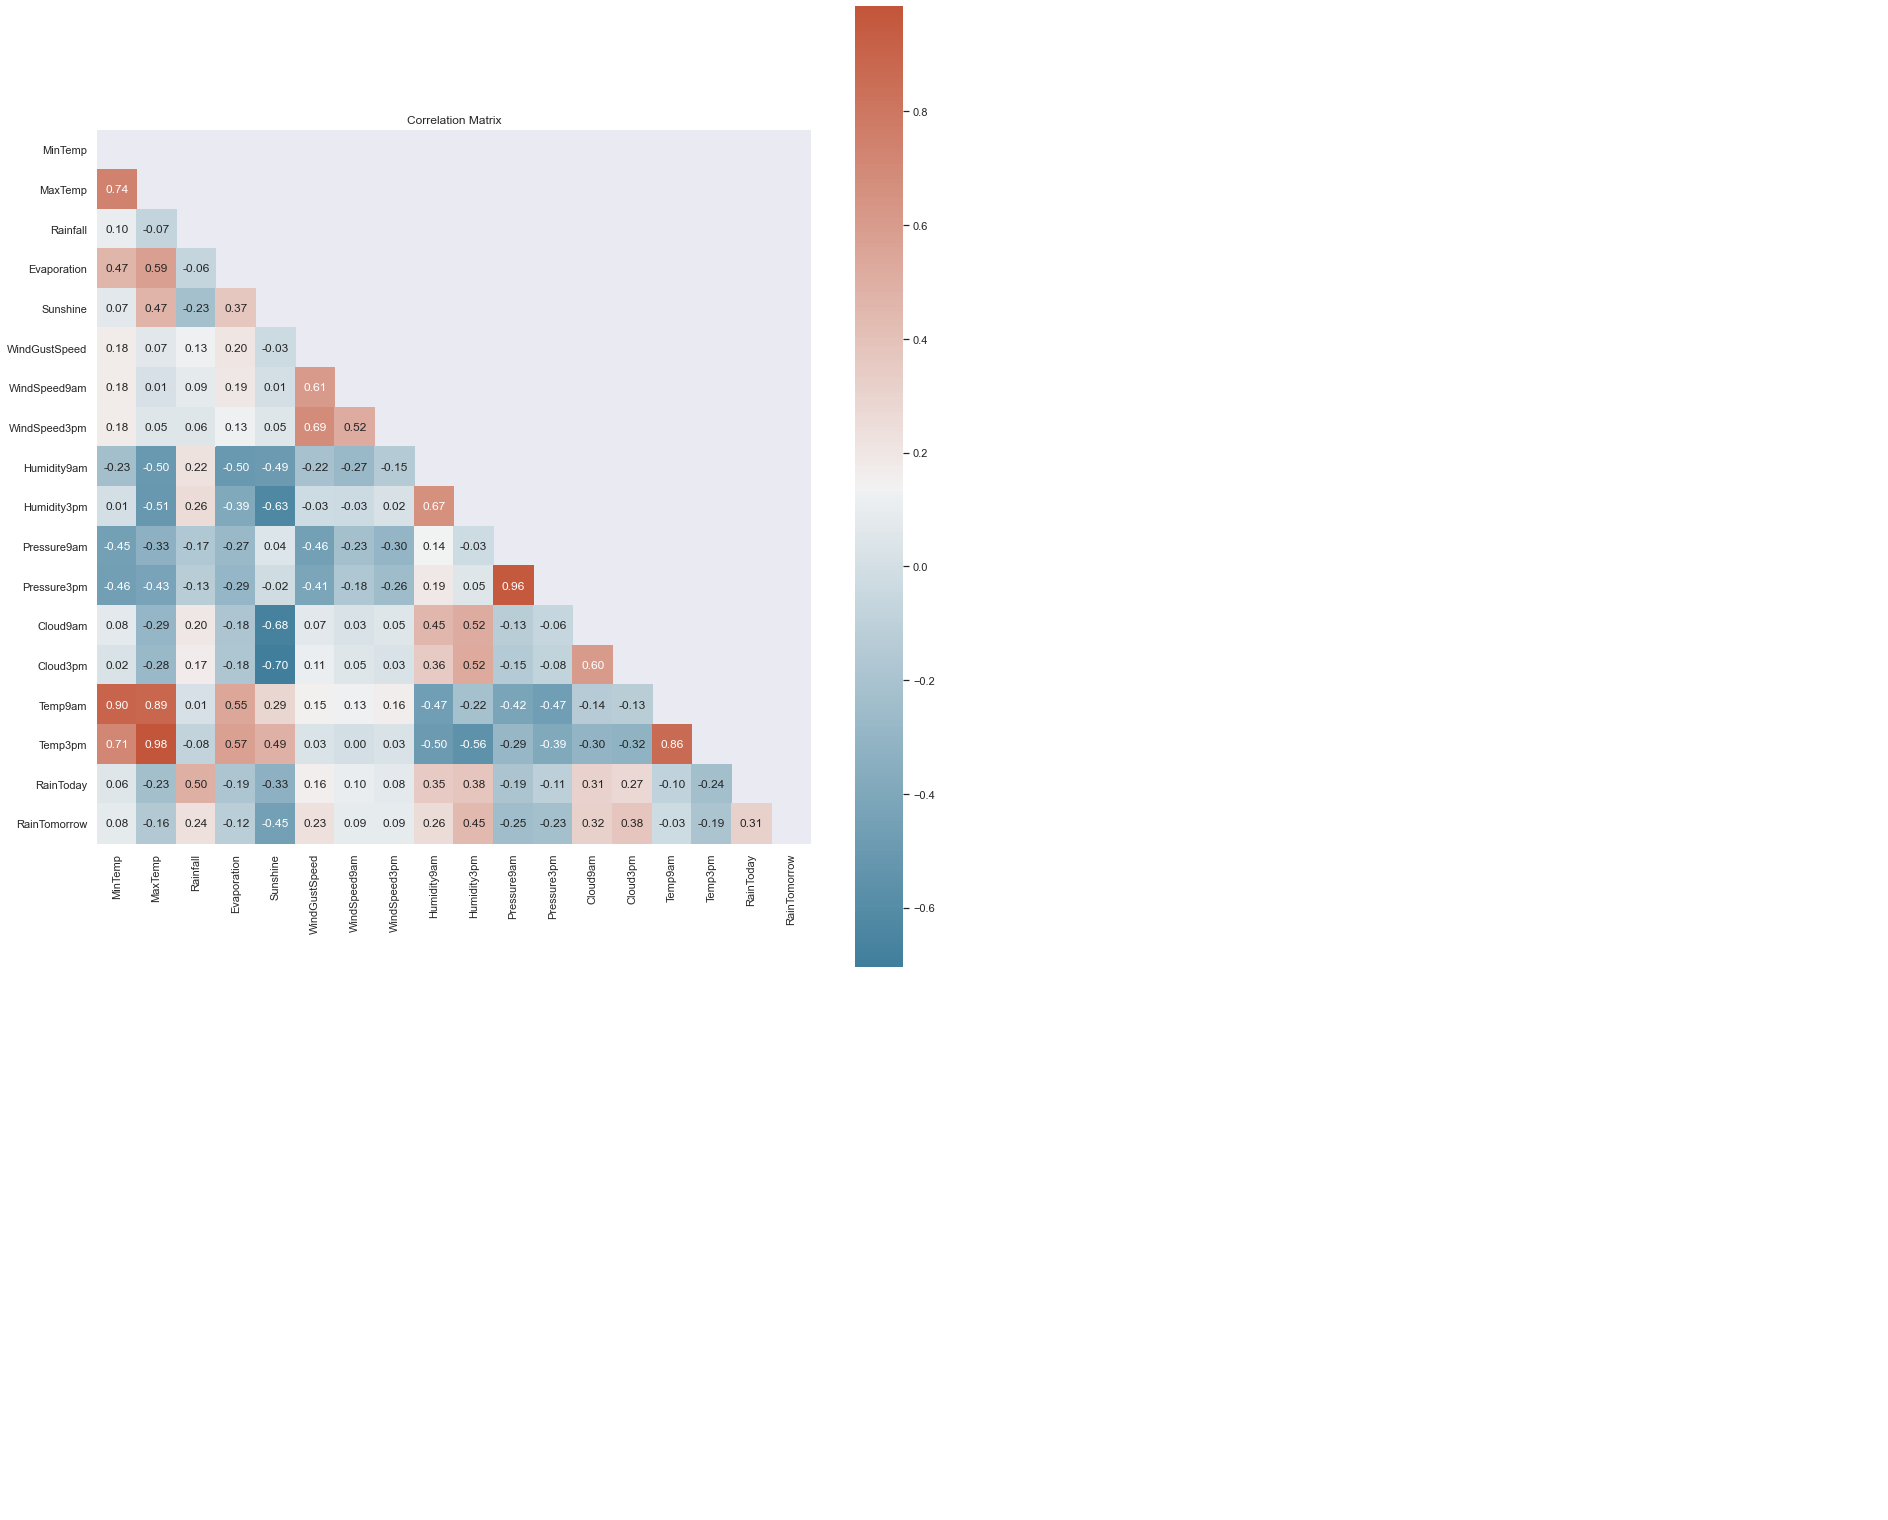 Correlation Matrix
MinTemp
MaxTemp 0.74
Rainfall 0.10 -0.07
Evaporation 0.47 0.59 -0.06
Sunshine 0.07 0.47 -0.23 0.37
WindGustSpeed 0.18 0.07 0.13 0.20 -0.03
WindSpeed9am 0.18 0.01 0.09 0.19 0.01 0.61
WindSpeed3pm 0.18 0.05 0.06 0.13 0.05 0.69 0.52
Humidity9am -0.23 -0.50 0.22 -0.50 -0.49 -0.22 -0.27 -0.15
Humidity3pm 0.01 -0.51 0.26 -0.39 -0.63 -0.03 -0.03 0.02 0.67
Pressure9am -0.45 -0.33 -0.17 -0.27 0.04 -0.46 -0.23 -0.30 0.14 -0.03
Pressure3pm -0.46 -0.43 -0.13 -0.29 -0.02 -0.41 -0.18 -0.26 0.19 0.05 0.96
Cloud9am 0.08 -0.29 0.20 -0.18 -0.68 0.07 0.03 0.05 0.45 0.52 -0.13 -0.06
Cloud3pm 0.02 -0.28 0.17 -0.18 -0.70 0.11 0.05 0.03 0.36 0.52 -0.15 -0.08 0.60
Temp9am 0.90 0.89 0.01 0.55 0.29 0.15 0.13 0.16 -0.47 -0.22 -0.42 -0.47 -0.14 -0.13
Temp3pm 0.71 0.98 -0.08 0.57 0.49 0.03 0.00 0.03 -0.50 -0.56 -0.29 -0.39 -0.30 -0.32 0.86
RainToday 0.06 -0.23 0.50 -0.19 -0.33 0.16 0.10 0.08 0.35 0.38 -0.19 -0.11 0.31 0.27 -0.10 -0.24
RainTomorrow 0.08 -0.16 0.24 -0.12 -0.45 0.23 0.09 0.09 0.26 0.45 -0.25 -0.23 0.32 0.38 -0.03 -0.19 0.31
MinTemp
MaxTemp
Rainfall
Evaporation
Sunshine
WindGustSpeed
WindSpeed9am
WindSpeed3pm
Humidity9am
Humidity3pm
Pressure9am
Pressure3pm
Cloud9am
Cloud3pm
Temp9am
Temp3pm
RainToday
RainTomorrow
0.8
0.6
0.4
0.2
0.0
−0.2
−0.4
−0.6